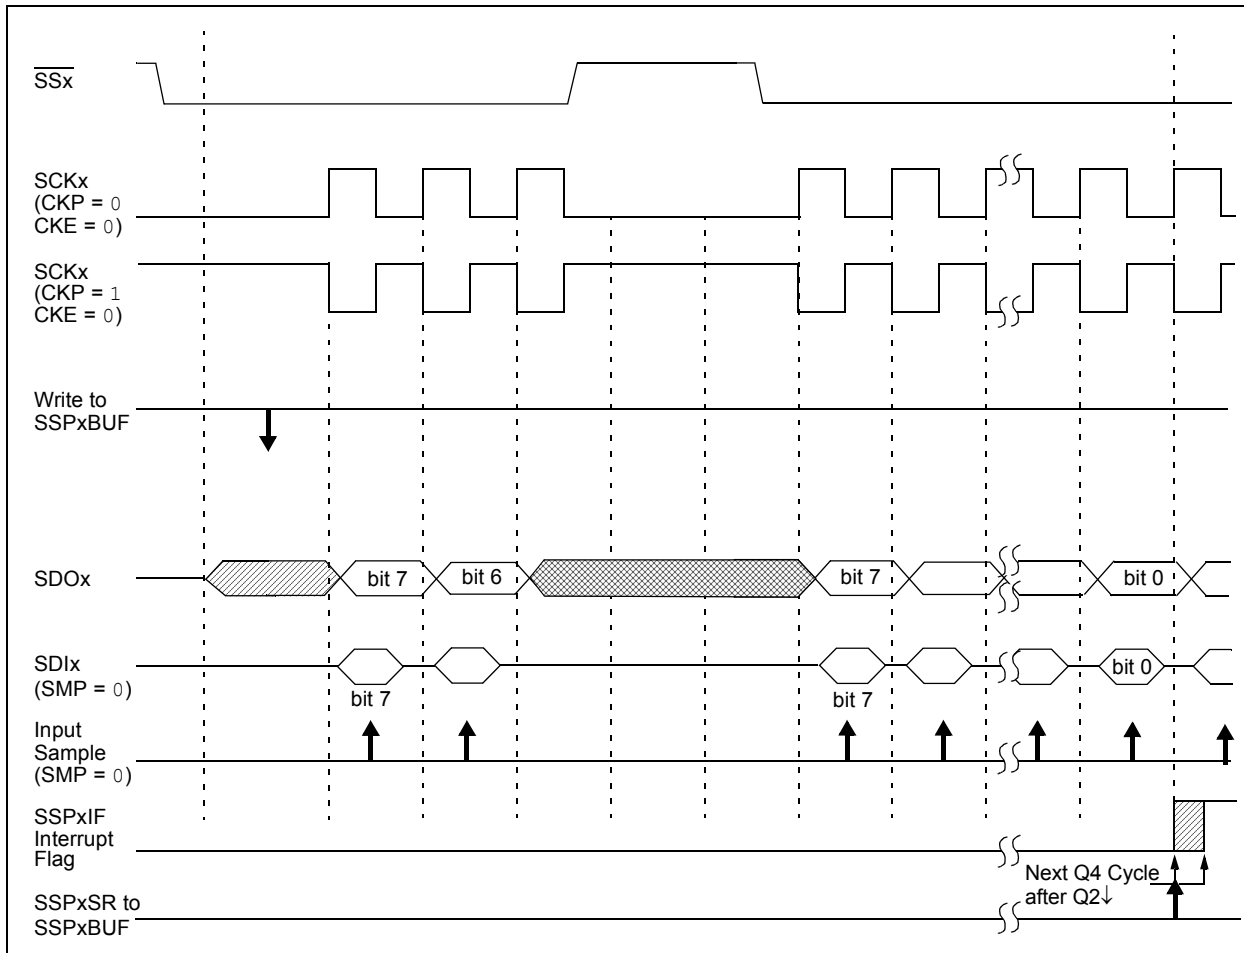 SSx
SCKx
(CKP = 0
CKE = 0)
SCKx
(CKP = 1
CKE = 0)
Write to
SSPxBUF
SDOx
bit 7
bit 6
bit 7
bit 0
SDIx
(SMP = 0)
bit 7
bit 7
bit 0
Input
Sample
(SMP = 0)
SSPxIF
Interrupt
Flag
Next Q4 Cycle
after Q2↓
SSPxSR to
SSPxBUF